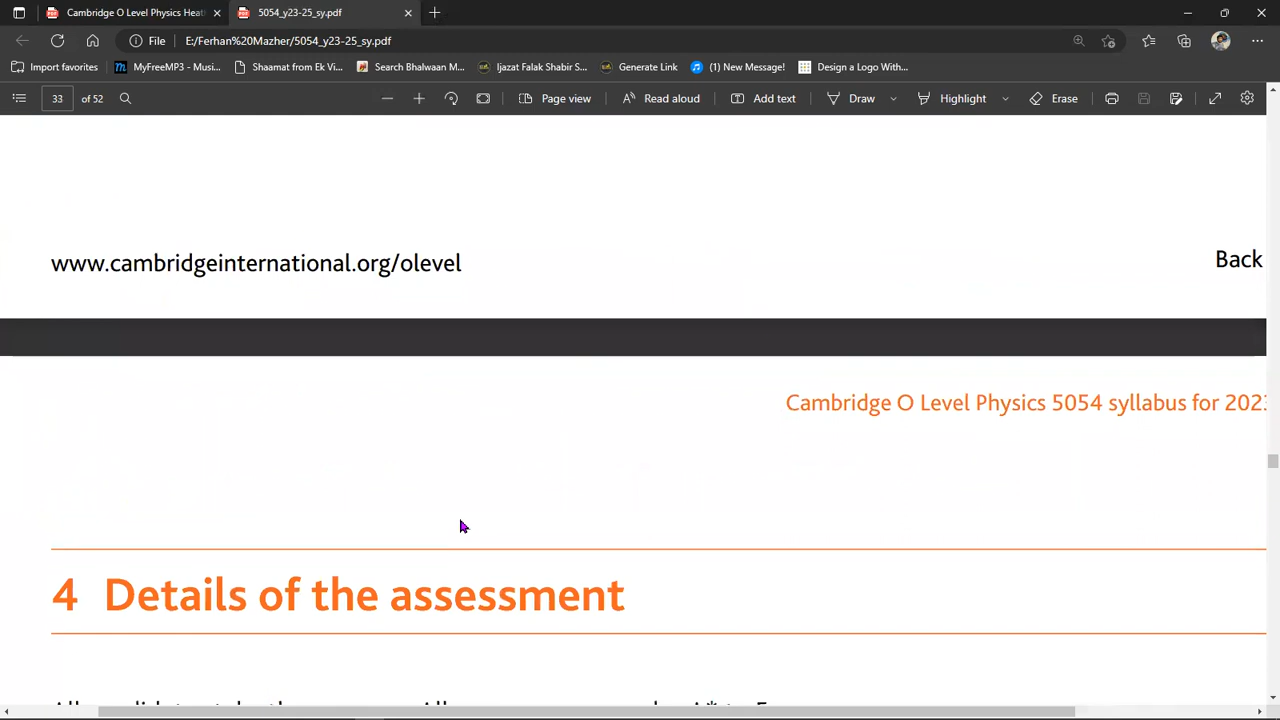 Cambridge O Level Physics Heat
5054_y23-25_sy.pdf
File
E:/Ferhan%20Mazher/5054_y23-25_sy.pdf
Import favorites
MyFreeMP3 - Musi...
Shaamat from Ek Vi...
Search Bhalwaan M...
Ijazat Falak Shabir S...
Generate Link
(1) New Message!
Design a Logo With...
33 of 52
Page view
Read aloud
Add text
Draw
Highlight
Erase
www.cambridgeinternational.org/olevel
Back
Cambridge O Level Physics 5054 syllabus for 202
4 Details of the assessment